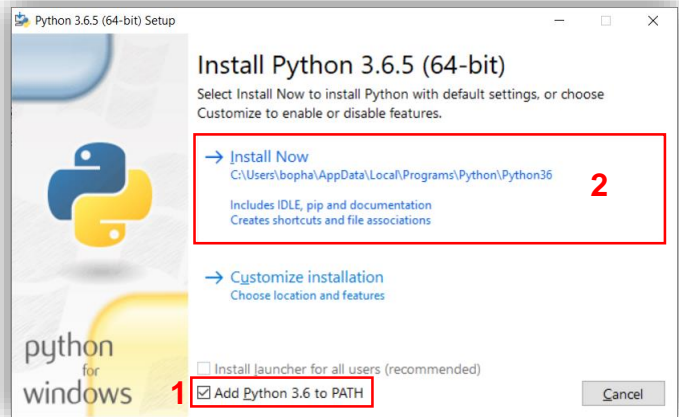 Python 3.6.5 (64-bit) Setup
Install Python 3.6.5 (64-bit)
Select Install Now to install Python with default settings, or choose
Customize to enable or disable features.
Install Now
C:\Users\bopha\AppData\Local\Programs\Python\Python36
2
Includes IDLE, pip and documentation
Creates shortcuts and file associations
Customize installation
Choose location and features
python
for
windows
Install launcher for all users (recommended)
1
Add Python 3.6 to PATH
Cancel